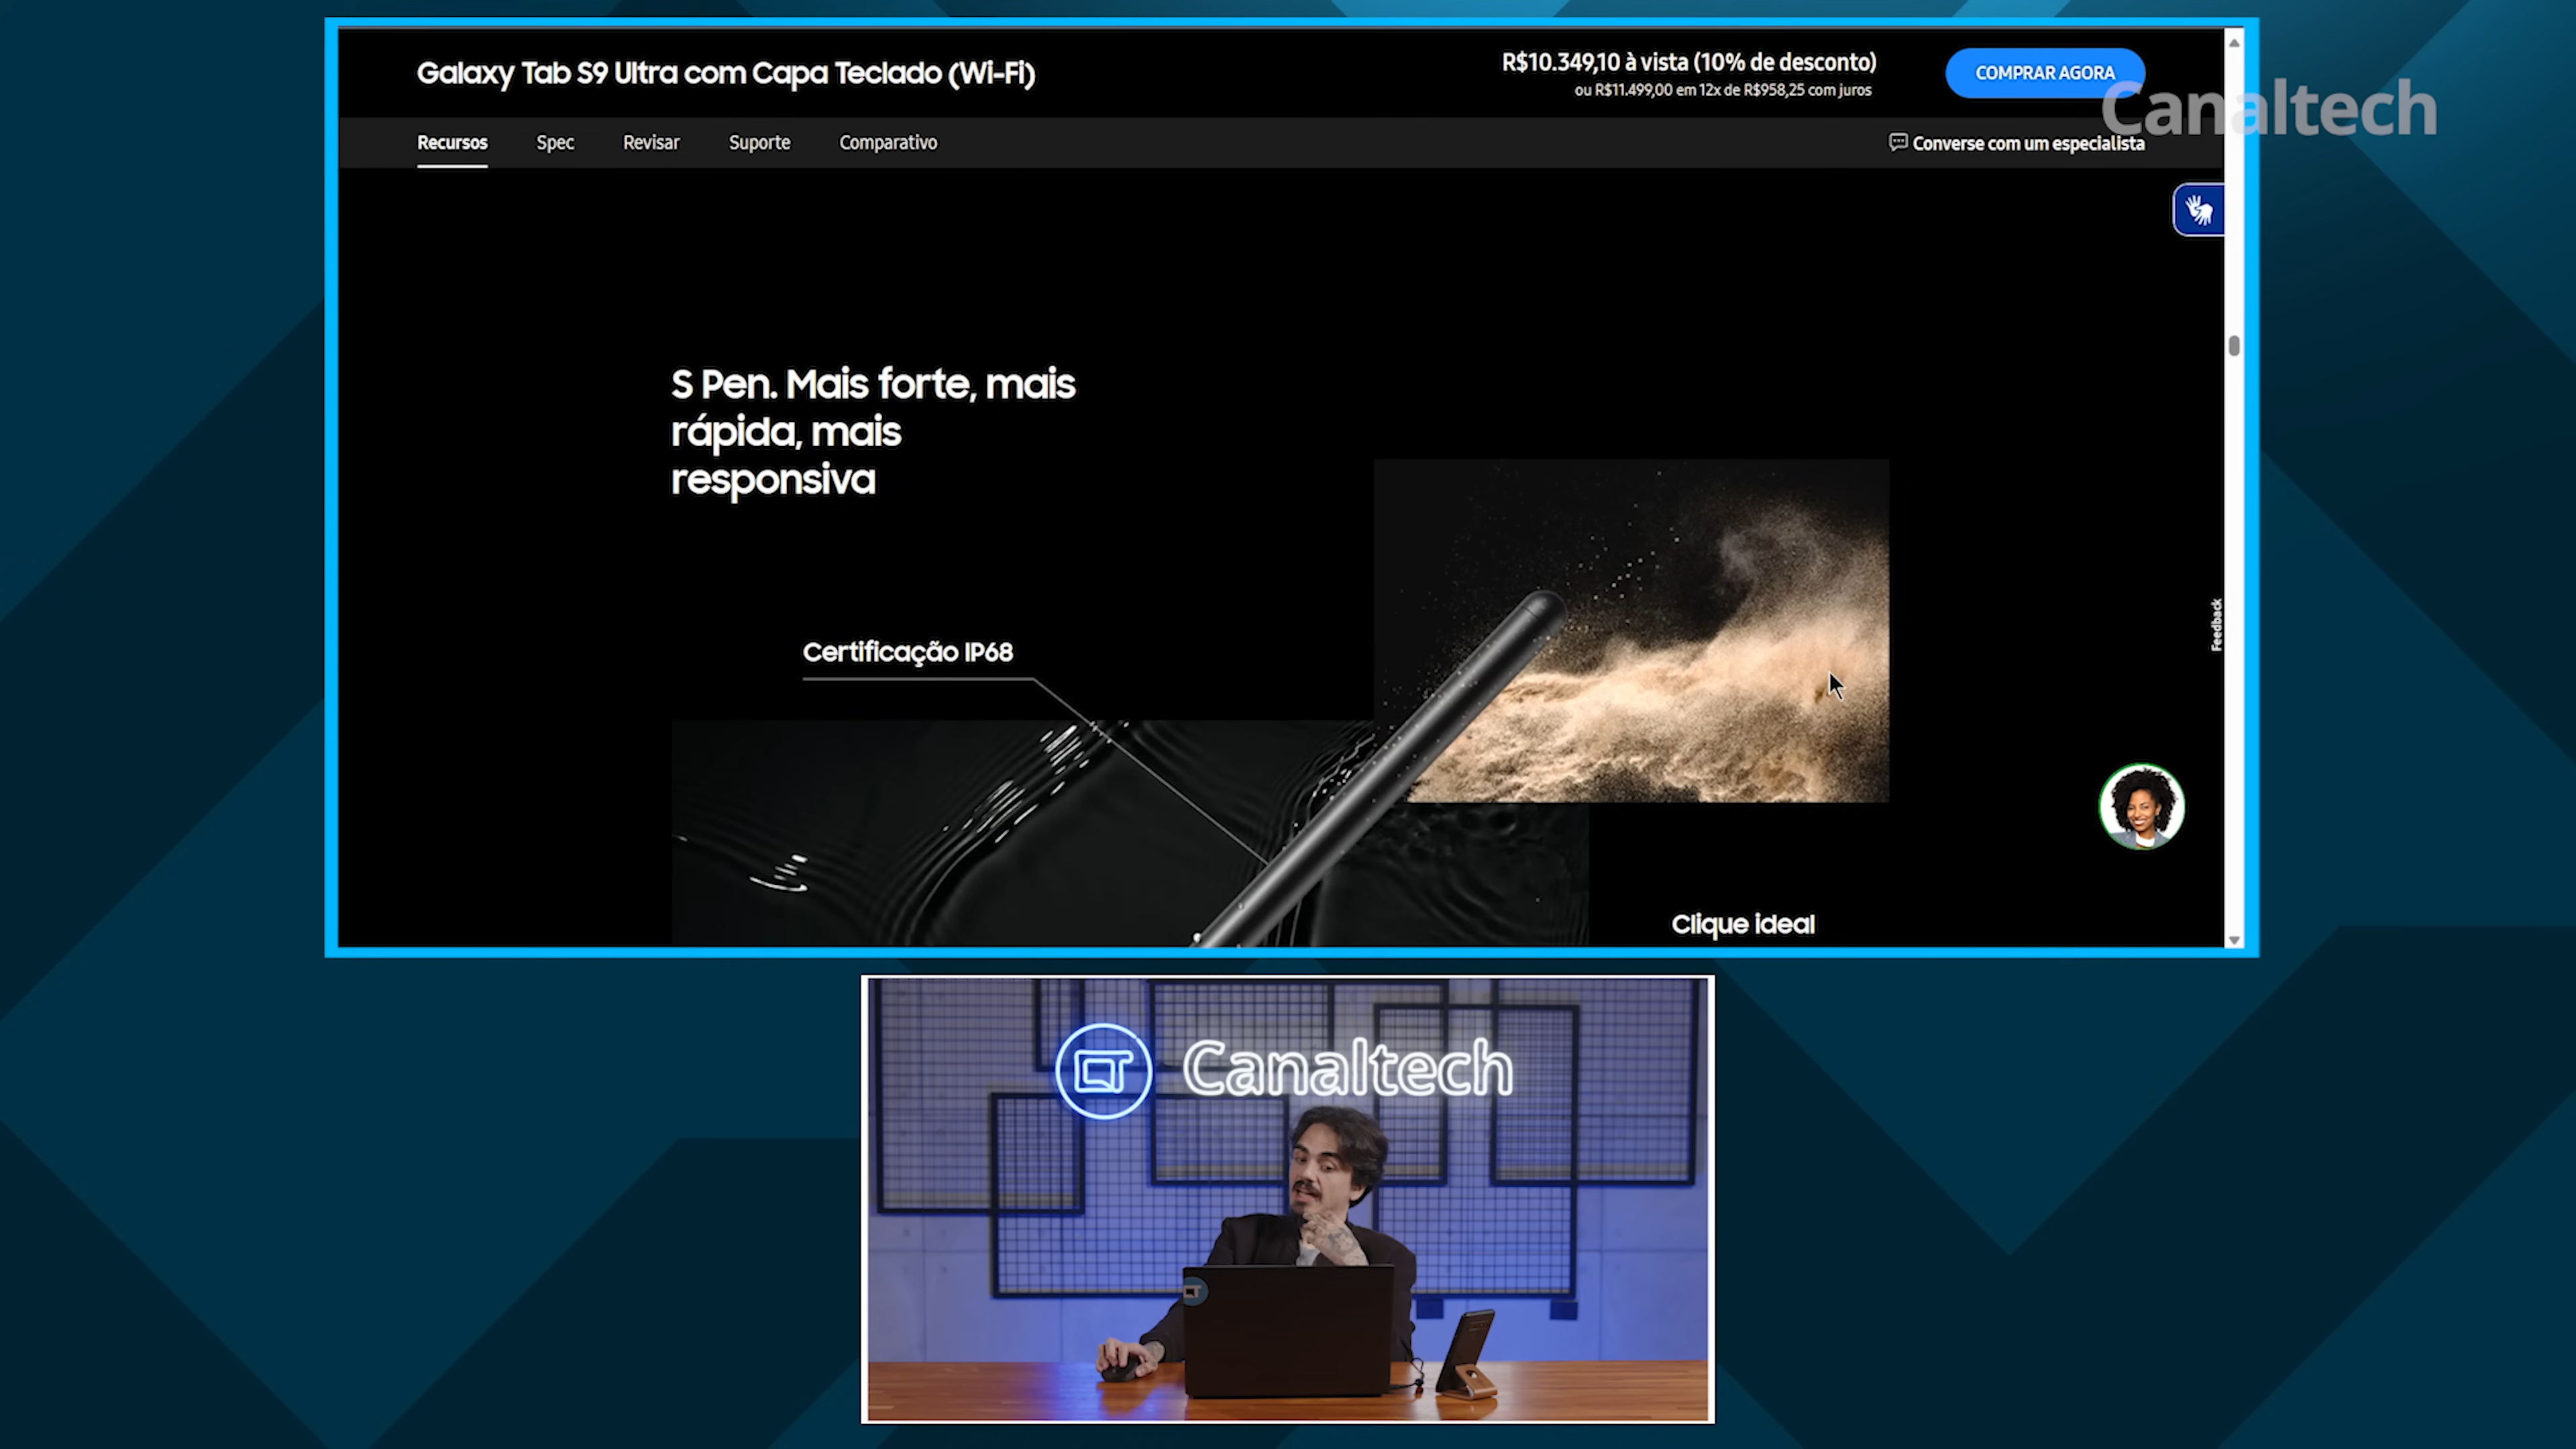 Galaxy Tab S9 Ultra com Capa Teclado (Wi-Fi)
R$10.349,10 à vista (10% de desconto)
ou R$11.499,00 em 12x de R$958,25 com juros
COMPRAR AGORA
Canaltech
Recursos
Spec
Revisar
Suporte
Comparativo
Converse com um especialista
S Pen. Mais forte, mais
rápida, mais
responsiva
Certificação IP68
Feedback
Clique ideal
CT Canaltech